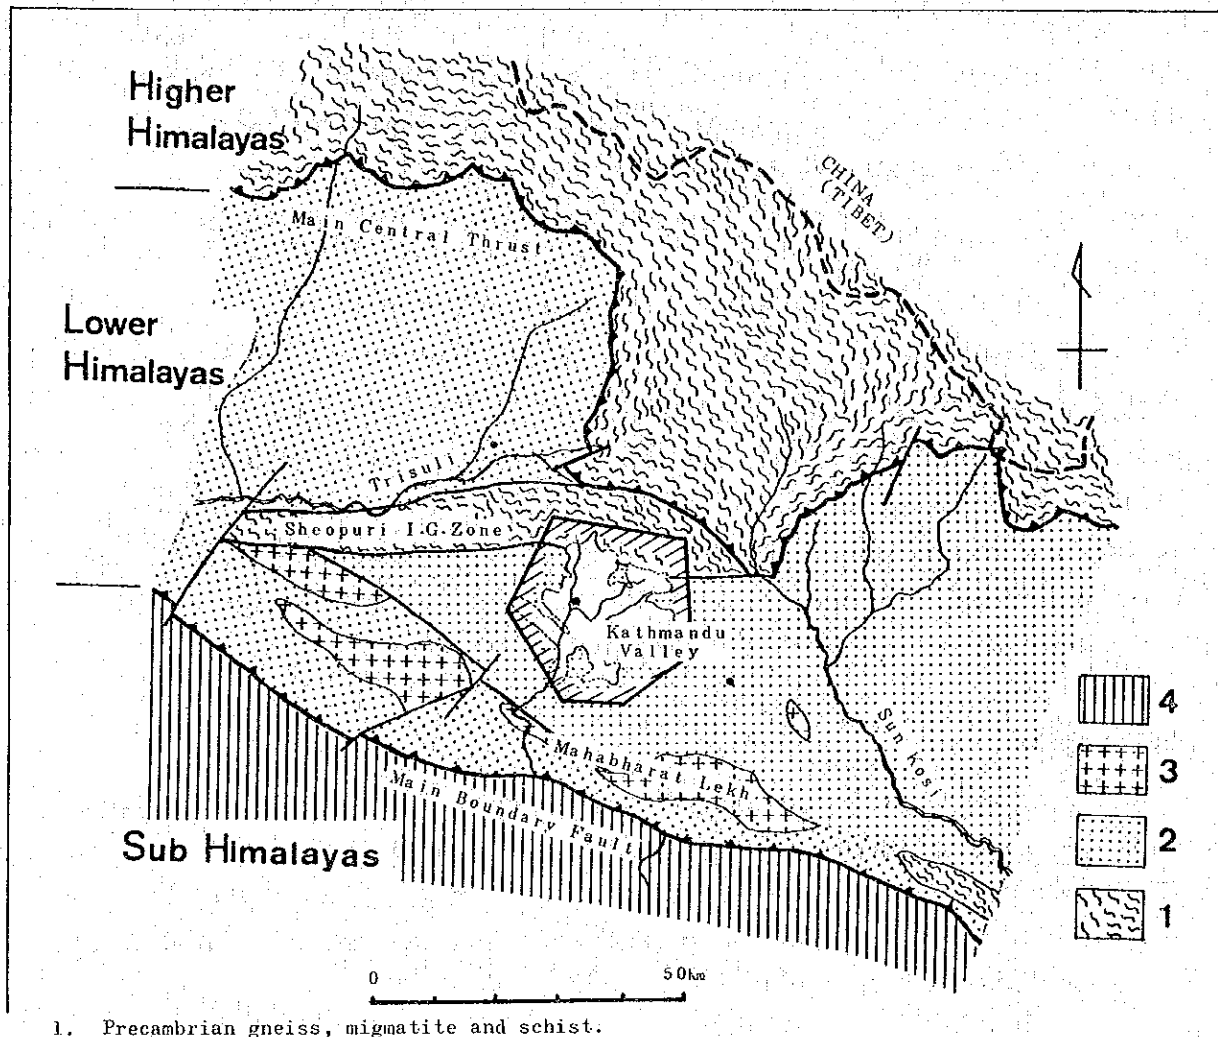 Higher
Himalayas
CHINA
(TIBET)
Main Central Thrust
Lower
Himalayas
Trisuli
Sheopuri I.G.Zone
Kathmandu
Valley
4
Sun Kosi
3
Mahabharat Lekh
Main Boundary Fault
2
Sub Himalayas
1
0 50km
1. Precambrian gneiss, migmatite and schist.